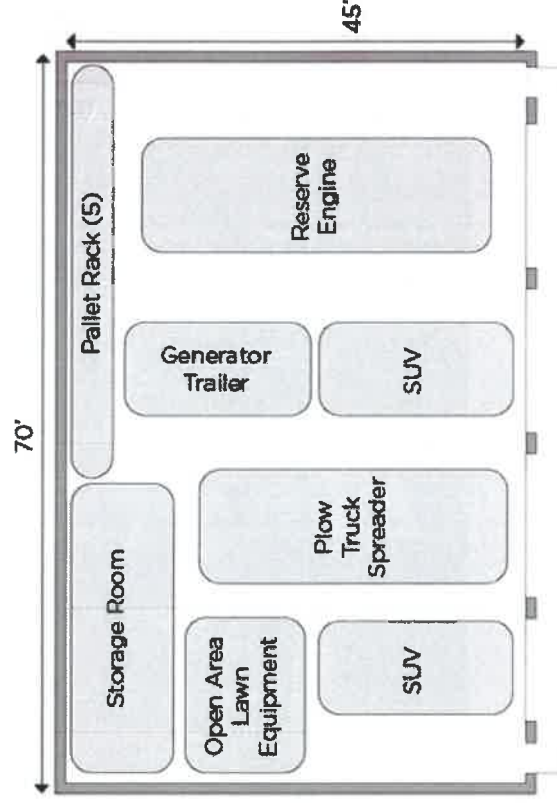 70'
45'
Pallet Rack (5)
Storage Room
Reserve
Engine
Generator
Trailer
SUV
Plow
Truck
Spreader
Open Area
Lawn
Equipment
SUV